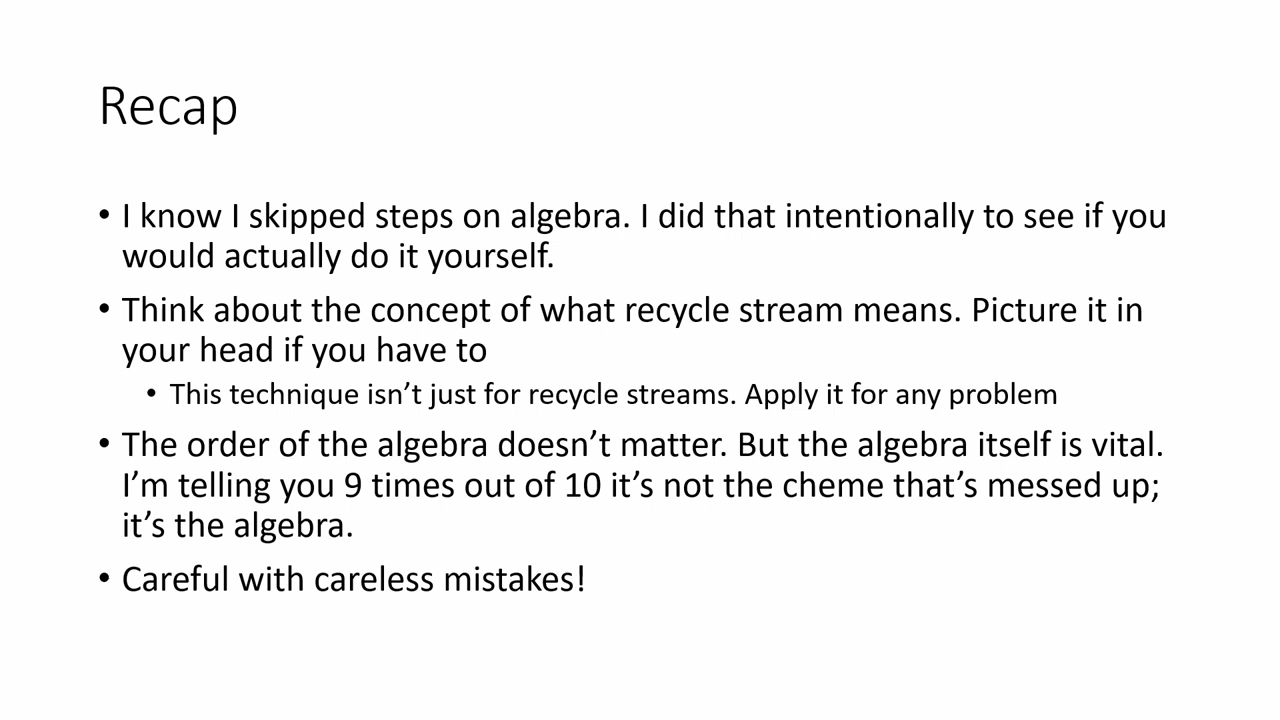 Recap
• I know I skipped steps on algebra. I did that intentionally to see if you
would actually do it yourself.
• Think about the concept of what recycle stream means. Picture it in
your head if you have to
• This technique isn’t just for recycle streams. Apply it for any problem
• The order of the algebra doesn’t matter. But the algebra itself is vital.
I’m telling you 9 times out of 10 it’s not the cheme that’s messed up;
it’s the algebra.
• Careful with careless mistakes!